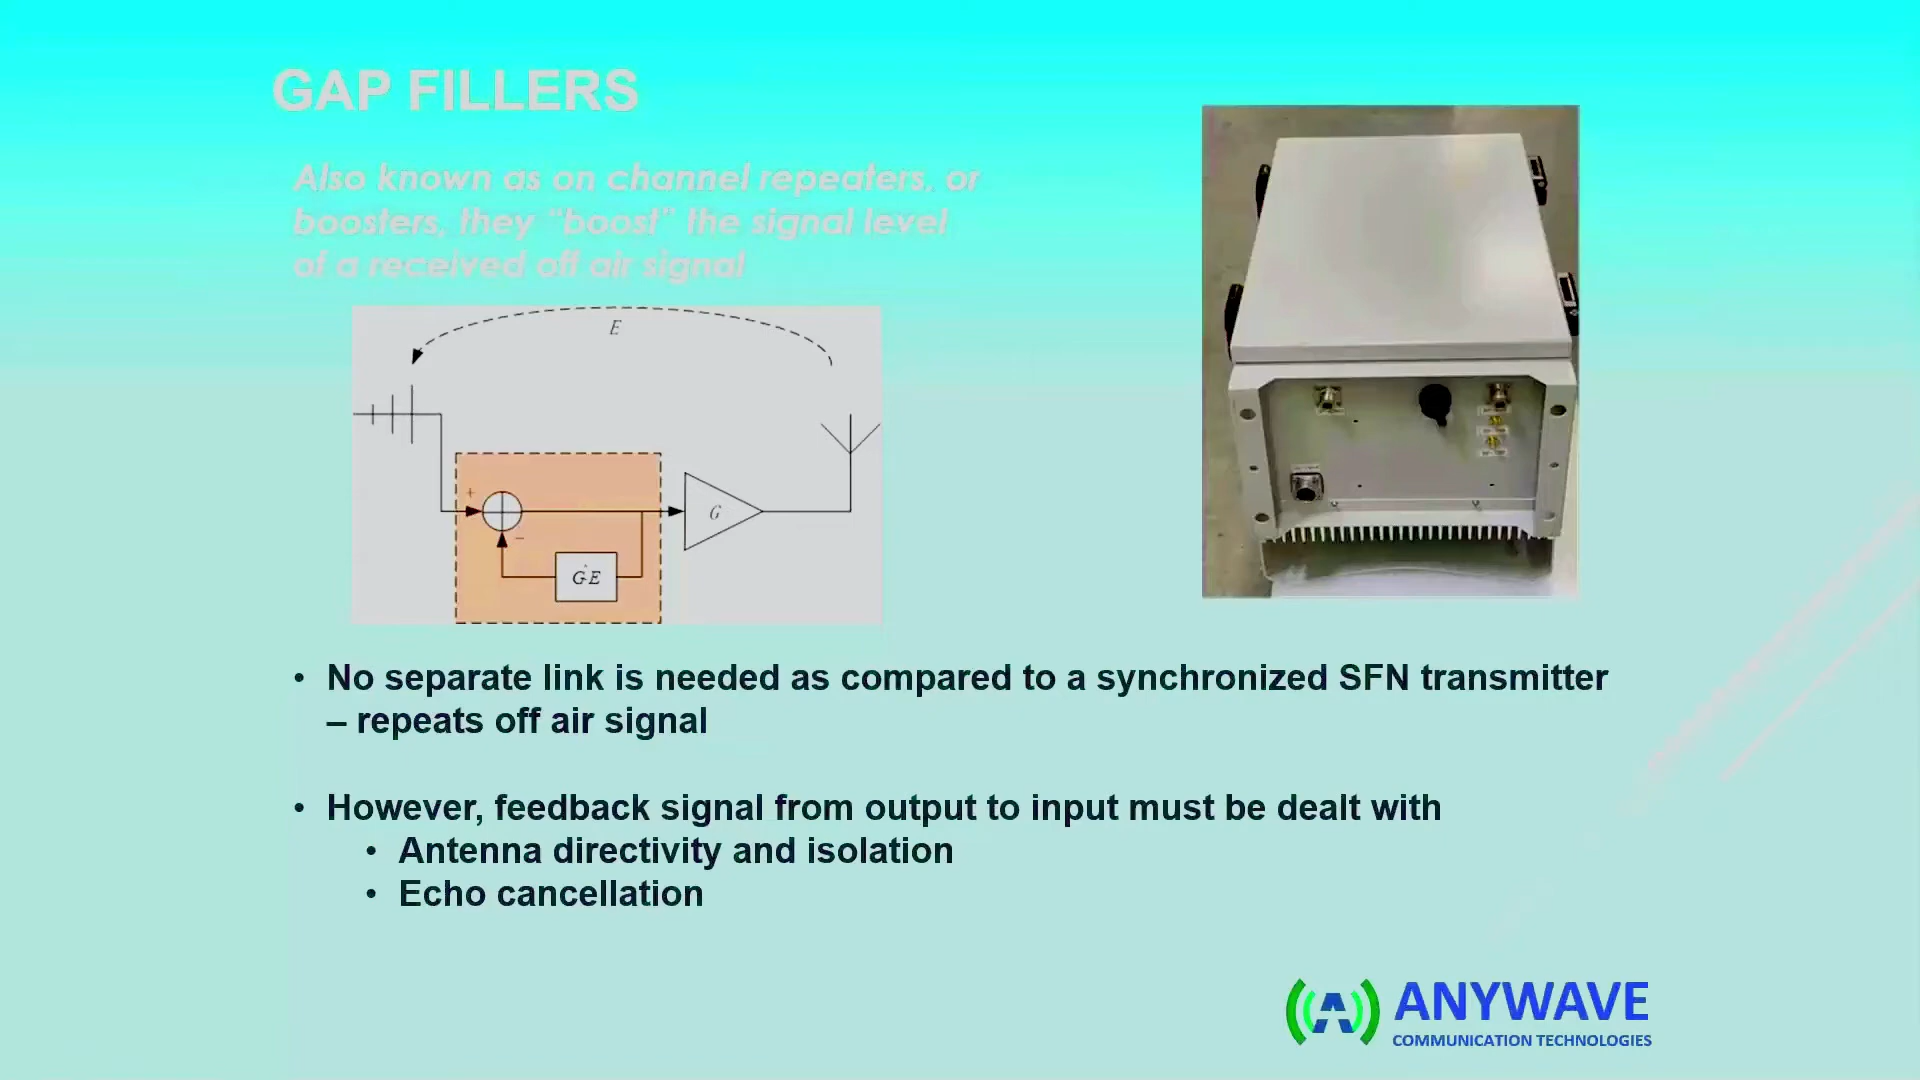 GAP FILLERS
Also known as on channel repeaters, or
boosters, they “boost” the signal level
of a received off air signal
E
+
G
−
ĜE
• No separate link is needed as compared to a synchronized SFN transmitter
– repeats off air signal
• However, feedback signal from output to input must be dealt with
• Antenna directivity and isolation
• Echo cancellation
(A) ANYWAVE
COMMUNICATION TECHNOLOGIES